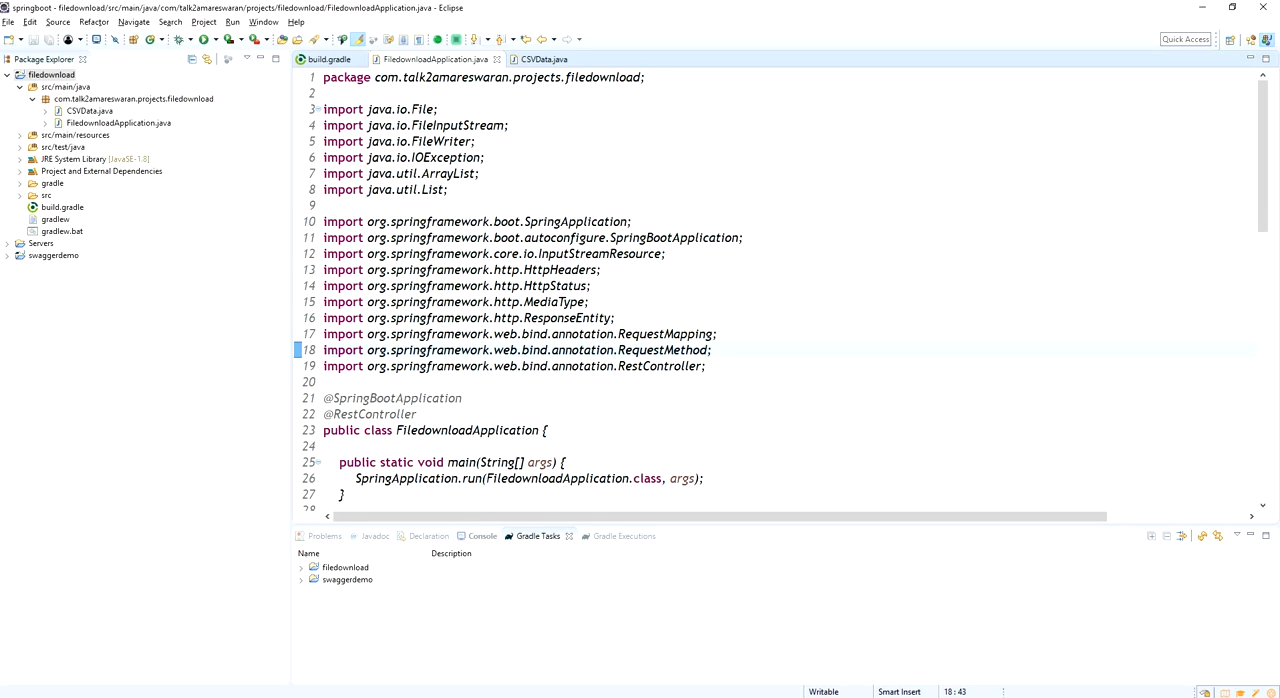 springboot - filedownload/src/main/java/com/talk2amareswaran/projects/filedownload/FiledownloadApplication.java - Eclipse
File Edit Source Refactor Navigate Search Project Run Window Help
Quick Access
Package Explorer
filedownload
src/main/java
com.talk2amareswaran.projects.filedownload
CSVData.java
FiledownloadApplication.java
src/main/resources
src/test/java
JRE System Library [JavaSE-1.8]
Project and External Dependencies
gradle
src
build.gradle
gradlew
gradlew.bat
Servers
swaggerdemo
build.gradle FiledownloadApplication.java CSVData.java
1 package com.talk2amareswaran.projects.filedownload;
2
3 import java.io.File;
4 import java.io.FileInputStream;
5 import java.io.FileWriter;
6 import java.io.IOException;
7 import java.util.ArrayList;
8 import java.util.List;
9
10 import org.springframework.boot.SpringApplication;
11 import org.springframework.boot.autoconfigure.SpringBootApplication;
12 import org.springframework.core.io.InputStreamResource;
13 import org.springframework.http.HttpHeaders;
14 import org.springframework.http.HttpStatus;
15 import org.springframework.http.MediaType;
16 import org.springframework.http.ResponseEntity;
17 import org.springframework.web.bind.annotation.RequestMapping;
18 import org.springframework.web.bind.annotation.RequestMethod;
19 import org.springframework.web.bind.annotation.RestController;
20
21 @SpringBootApplication
22 @RestController
23 public class FiledownloadApplication {
24
25 public static void main(String[] args) {
26 SpringApplication.run(FiledownloadApplication.class, args);
27 }
28
Problems Javadoc Declaration Console Gradle Tasks Gradle Executions
Name Description
filedownload
swaggerdemo
Writable Smart Insert 18 : 43